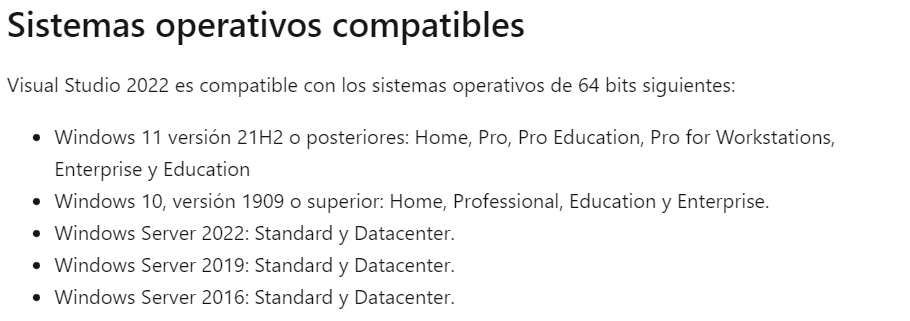 Sistemas operativos compatibles
Visual Studio 2022 es compatible con los sistemas operativos de 64 bits siguientes:
• Windows 11 versión 21H2 o posteriores: Home, Pro, Pro Education, Pro for Workstations,
Enterprise y Education
• Windows 10, versión 1909 o superior: Home, Professional, Education y Enterprise.
• Windows Server 2022: Standard y Datacenter.
• Windows Server 2019: Standard y Datacenter.
• Windows Server 2016: Standard y Datacenter.